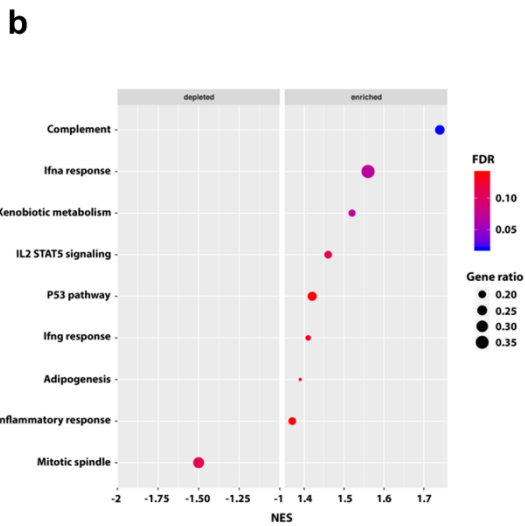 b
depleted enriched
Complement
Ifna response
Xenobiotic metabolism
IL2 STAT5 signaling
P53 pathway
Ifng response
Adipogenesis
nflammatory response
Mitotic spindle
-2 -1.75 -1.50 -1.25 -1 1.4 1.5 1.6 1.7
NES
FDR
0.10
0.05
Gene ratio
0.20
0.25
0.30
0.35